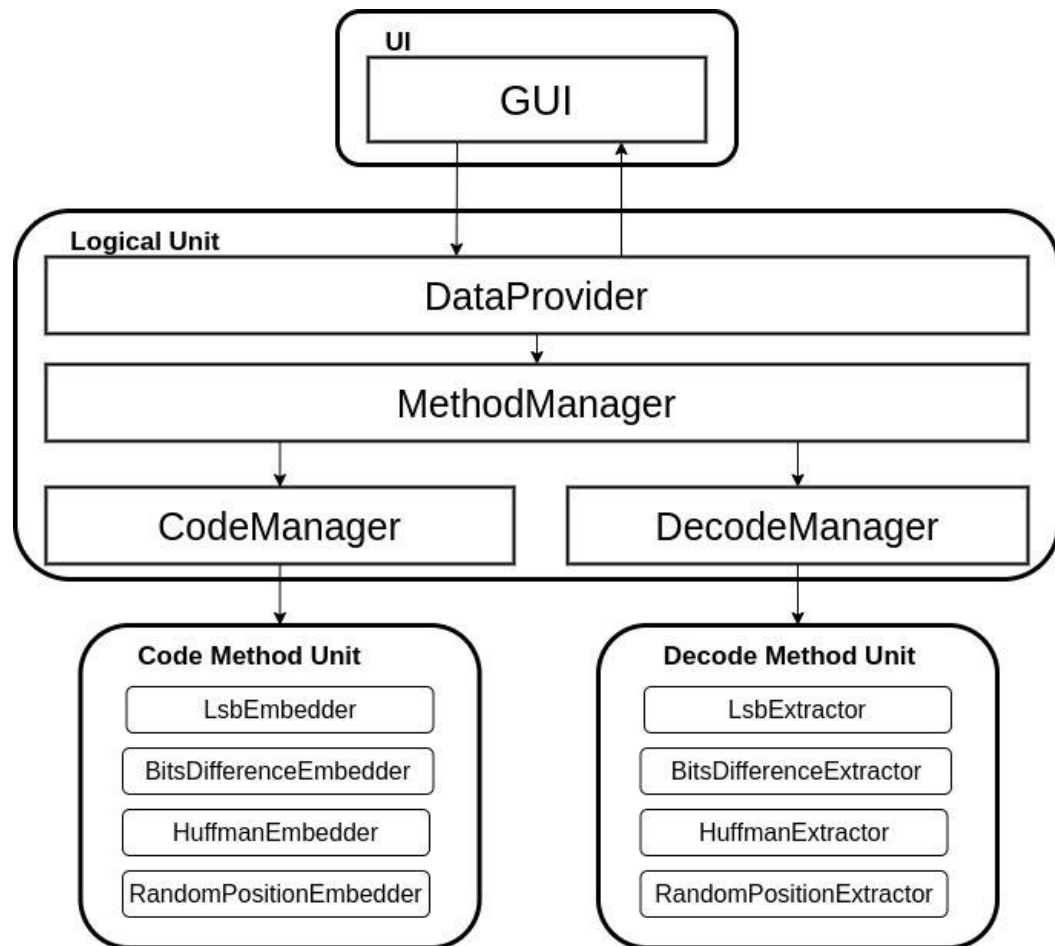 UI
GUI
Logical Unit
DataProvider
MethodManager
CodeManager
DecodeManager
Code Method Unit
LsbEmbedder
BitsDifferenceEmbedder
HuffmanEmbedder
RandomPositionEmbedder
Decode Method Unit
LsbExtractor
BitsDifferenceExtractor
HuffmanExtractor
RandomPositionExtractor